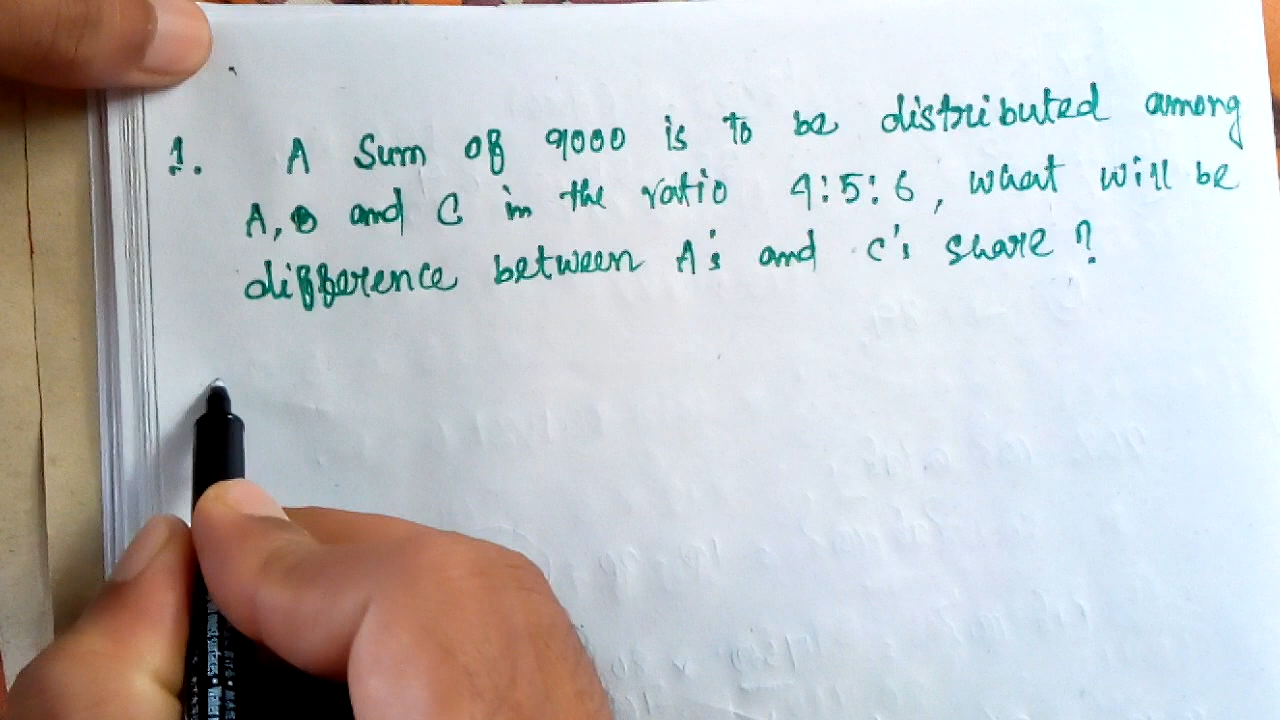 1. A Sum of 9000 is to be distributed among
A, B and C in the ratio 4:5:6, what will be
difference between A's and C's share?